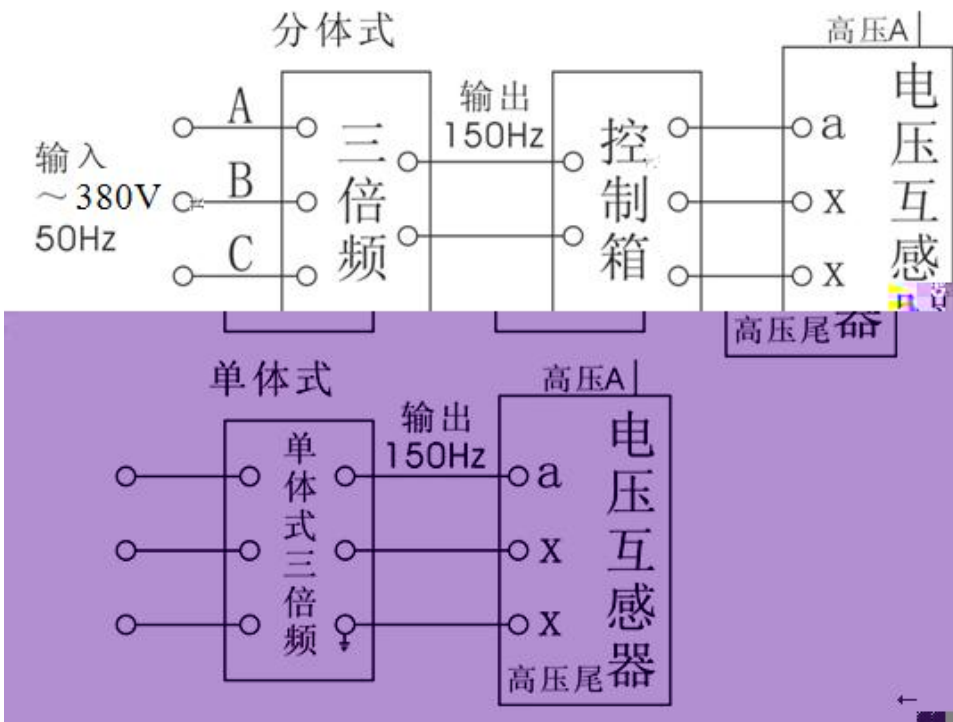 分体式
高压A
输入
～380V
50Hz
A
B
C
三倍频
输出
150Hz
控制箱
a
x
x
电压互感器
高压尾
单体式
高压A
单体式三倍频
输出
150Hz
a
x
x
电压互感器
高压尾
←